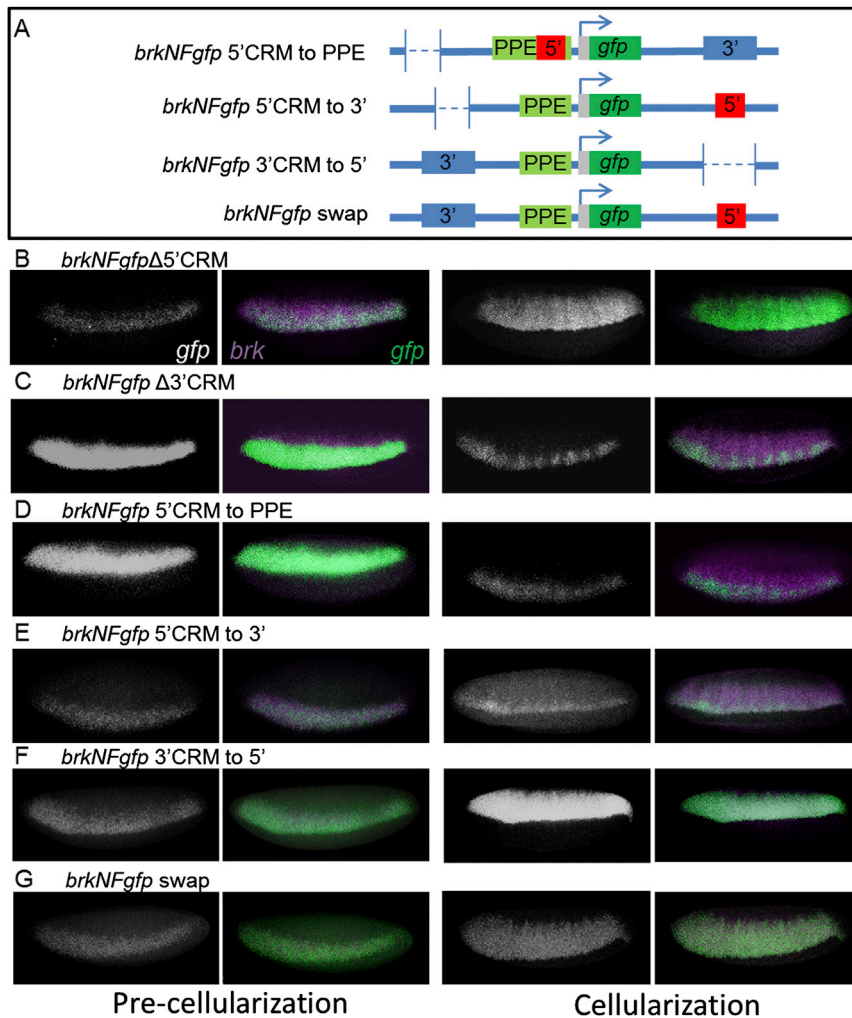 A
brkNFgfp 5’CRM to PPE
PPE 5’ gfp 3’
brkNFgfp 5’CRM to 3’
PPE gfp 5’
brkNFgfp 3’CRM to 5’
3’ PPE gfp
brkNFgfp swap
3’ PPE gfp 5’
B brkNFgfpΔ5’CRM
gfp brk gfp
C brkNFgfp Δ3’CRM
D brkNFgfp 5’CRM to PPE
E brkNFgfp 5’CRM to 3’
F brkNFgfp 3’CRM to 5’
G brkNFgfp swap
Pre-cellularization Cellularization